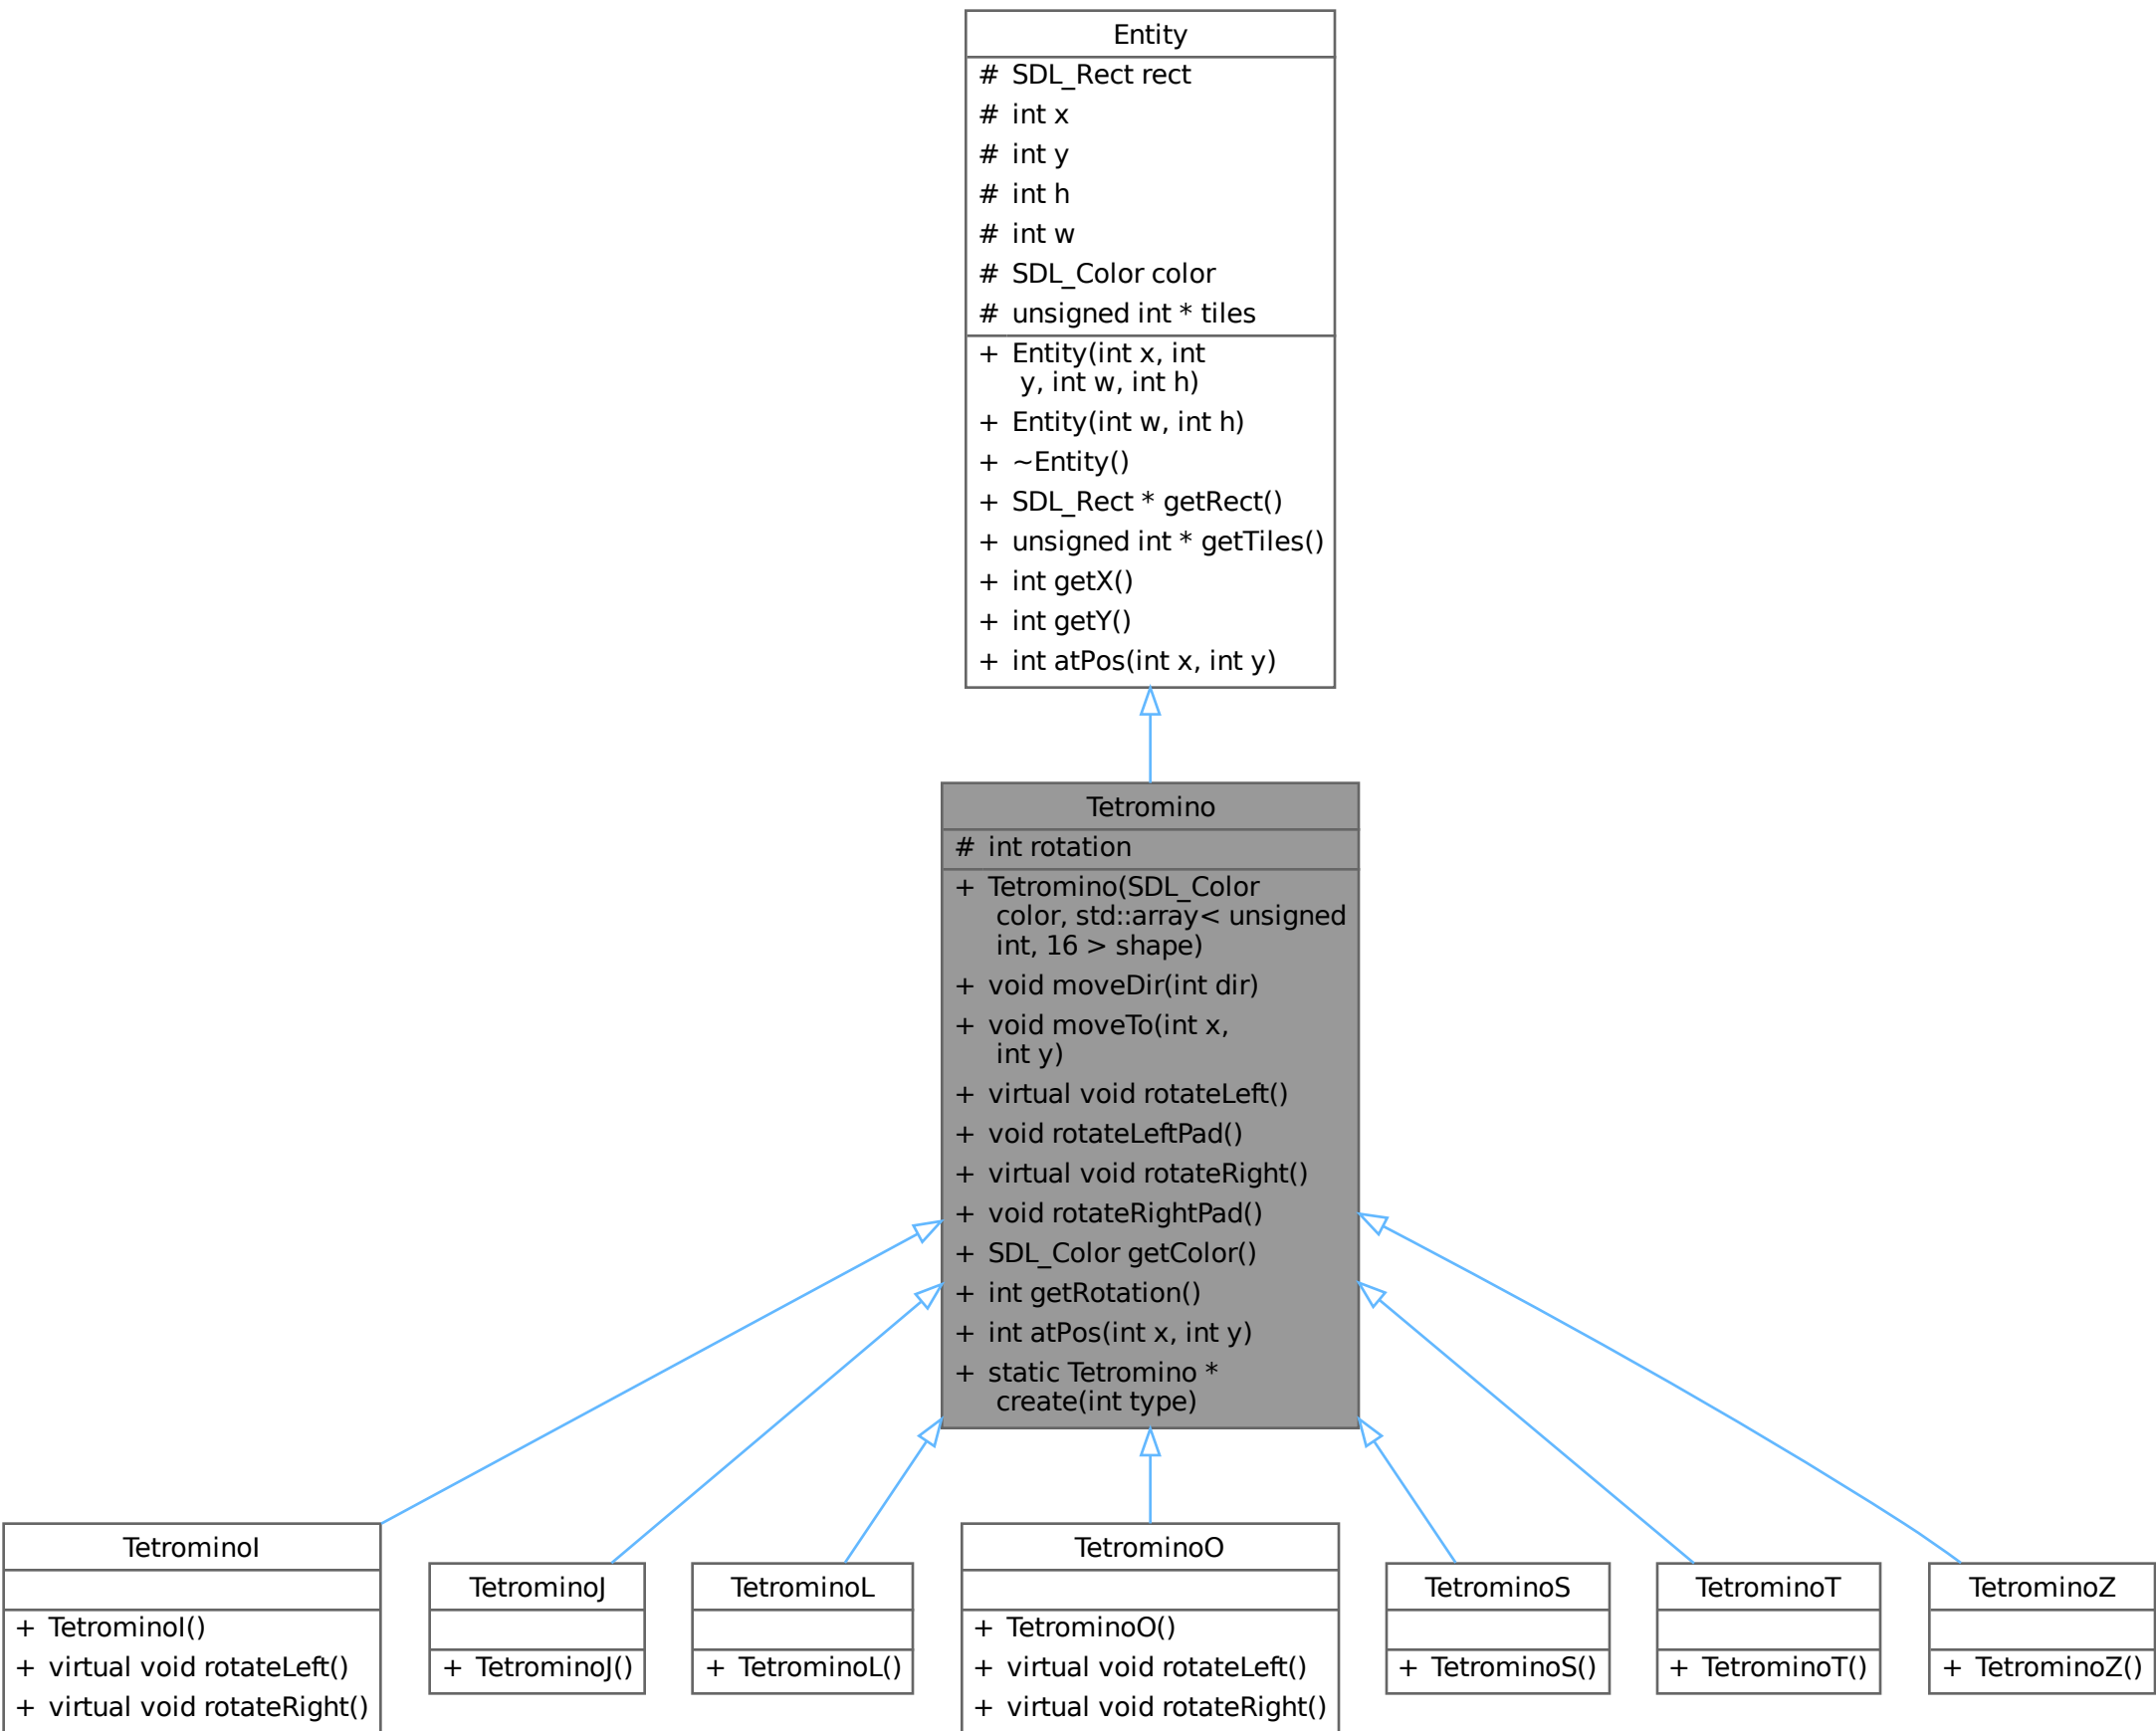 Entity
# SDL_Rect rect
# int x
# int y
# int h
# int w
# SDL_Color color
# unsigned int * tiles
+ Entity(int x, int
y, int w, int h)
+ Entity(int w, int h)
+ ~Entity()
+ SDL_Rect * getRect()
+ unsigned int * getTiles()
+ int getX()
+ int getY()
+ int atPos(int x, int y)
Tetromino
# int rotation
+ Tetromino(SDL_Color
color, std::array< unsigned
int, 16 > shape)
+ void moveDir(int dir)
+ void moveTo(int x,
int y)
+ virtual void rotateLeft()
+ void rotateLeftPad()
+ virtual void rotateRight()
+ void rotateRightPad()
+ SDL_Color getColor()
+ int getRotation()
+ int atPos(int x, int y)
+ static Tetromino *
create(int type)
TetrominoI
+ TetrominoI()
+ virtual void rotateLeft()
+ virtual void rotateRight()
TetrominoJ
+ TetrominoJ()
TetrominoL
+ TetrominoL()
TetrominoO
+ TetrominoO()
+ virtual void rotateLeft()
+ virtual void rotateRight()
TetrominoS
+ TetrominoS()
TetrominoT
+ TetrominoT()
TetrominoZ
+ TetrominoZ()